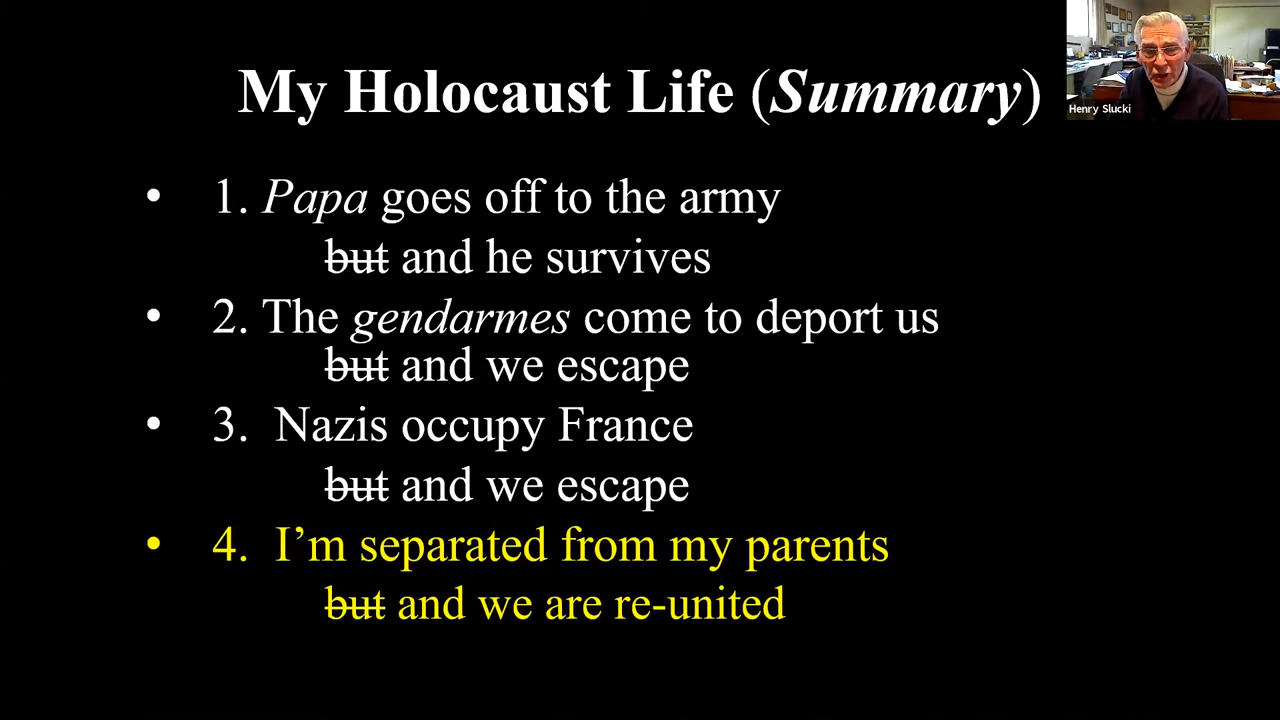 My Holocaust Life (Summary)
Henry Slucki
• 1. Papa goes off to the army
but and he survives
• 2. The gendarmes come to deport us
but and we escape
• 3. Nazis occupy France
but and we escape
• 4. I'm separated from my parents
but and we are re-united